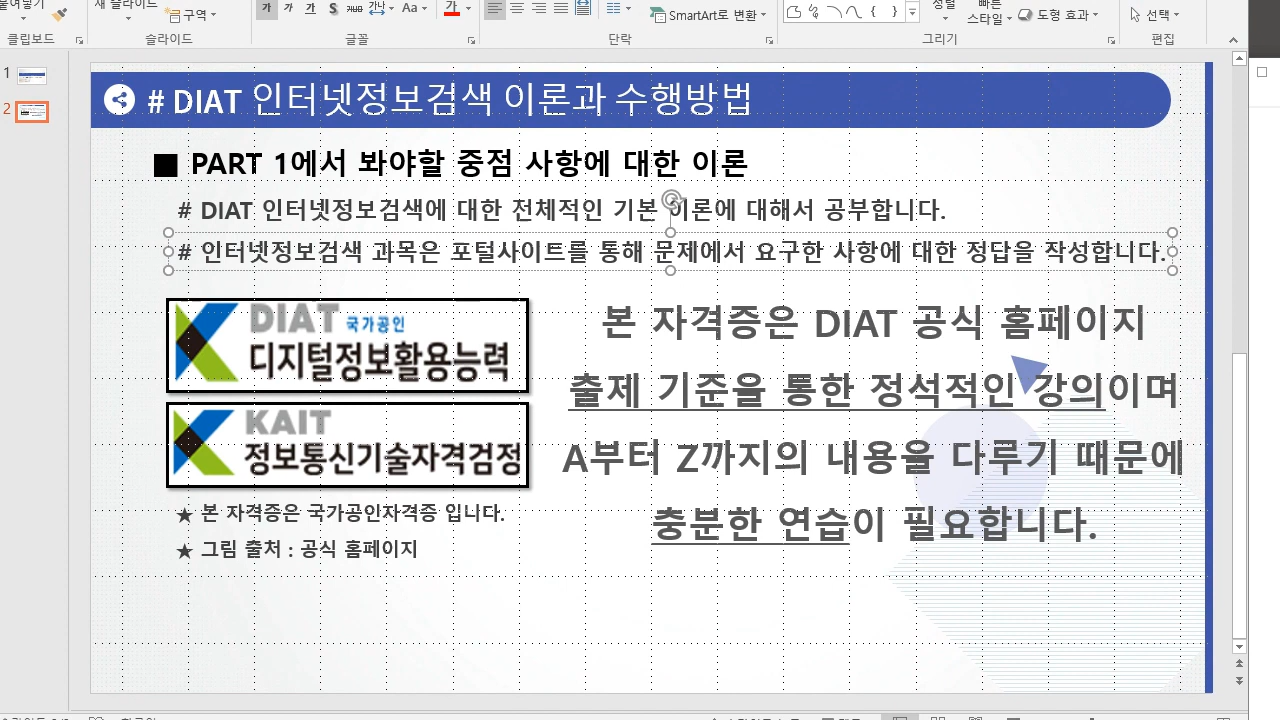 새 슬라이드
구역
가 가 가 S abc 간 Aa 가
SmartArt로 변환
정렬
빠른 스타일
도형 효과
선택
클립보드
슬라이드
글꼴
단락
그리기
편집
1
2
# DIAT 인터넷정보검색 이론과 수행방법
■ PART 1에서 봐야할 중점 사항에 대한 이론
# DIAT 인터넷정보검색에 대한 전체적인 기본 이론에 대해서 공부합니다.
# 인터넷정보검색 과목은 포털사이트를 통해 문제에서 요구한 사항에 대한 정답을 작성합니다.
DIAT 국가공인
디지털정보활용능력
KAIT
정보통신기술자격검정
★ 본 자격증은 국가공인자격증 입니다.
★ 그림 출처 : 공식 홈페이지
본 자격증은 DIAT 공식 홈페이지
출제 기준을 통한 정석적인 강의이며
A부터 Z까지의 내용을 다루기 때문에
충분한 연습이 필요합니다.